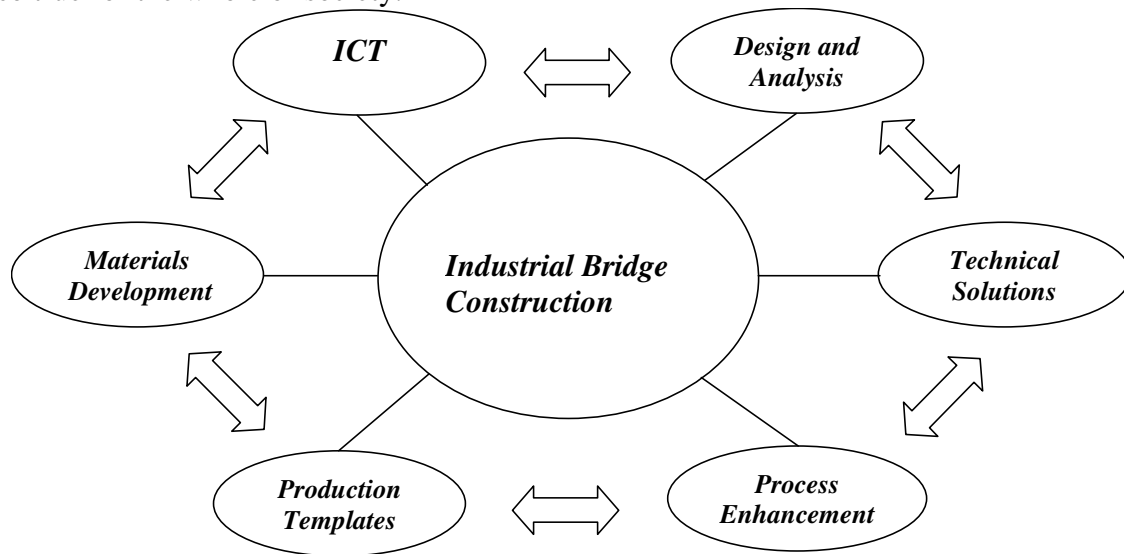 ICT
Design and
Analysis
Materials
Development
Industrial Bridge
Construction
Technical
Solutions
Production
Templates
Process
Enhancement